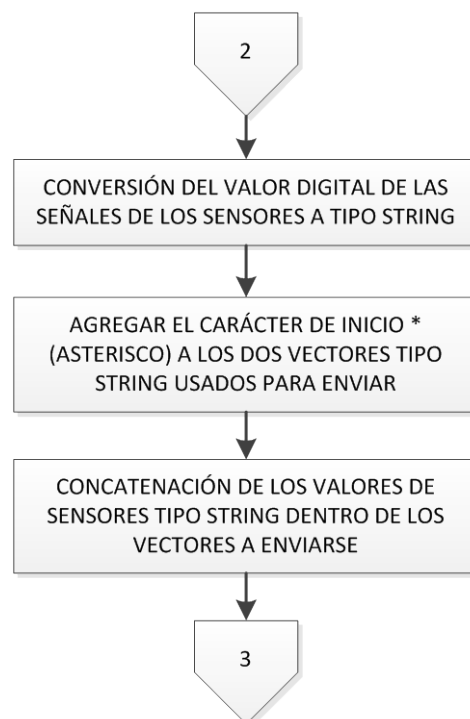 2
CONVERSIÓN DEL VALOR DIGITAL DE LAS
SEÑALES DE LOS SENSORES A TIPO STRING
AGREGAR EL CARÁCTER DE INICIO *
(ASTERISCO) A LOS DOS VECTORES TIPO
STRING USADOS PARA ENVIAR
CONCATENACIÓN DE LOS VALORES DE
SENSORES TIPO STRING DENTRO DE LOS
VECTORES A ENVIARSE
3